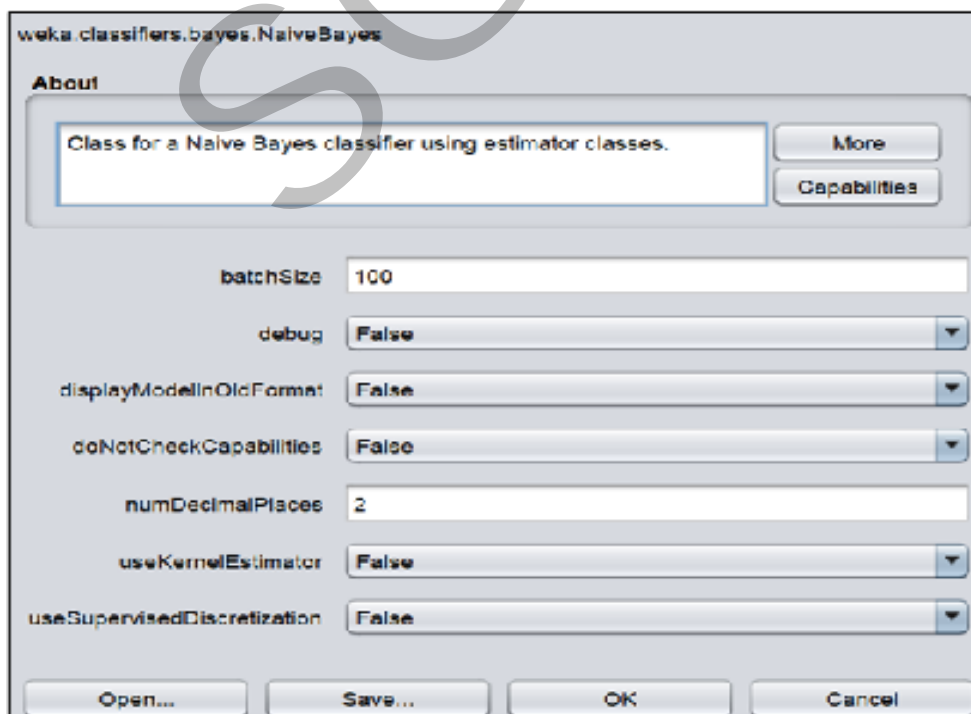 weka.classifiers.bayes.NaiveBayes
About
Class for a Naive Bayes classifier using estimator classes.
More
Capabilities
batchSize 100
debug False
displayModelInOldFormat False
doNotCheckCapabilities False
numDecimalPlaces 2
useKernelEstimator False
useSupervisedDiscretization False
Open... Save... OK Cancel